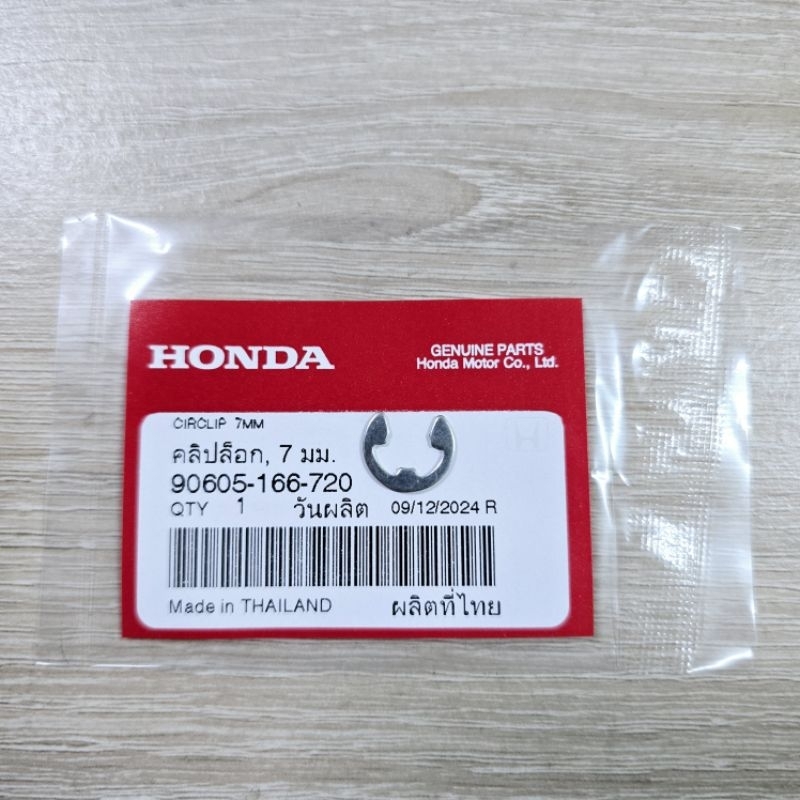 HONDA
GENUINE PARTS
Honda Motor Co., Ltd.
CIRCLIP 7MM
คลิปล็อก, 7 มม.
90605-166-720
QTY 1 วันผลิต 09/12/2024 R
Made in THAILAND ผลิตที่ไทย